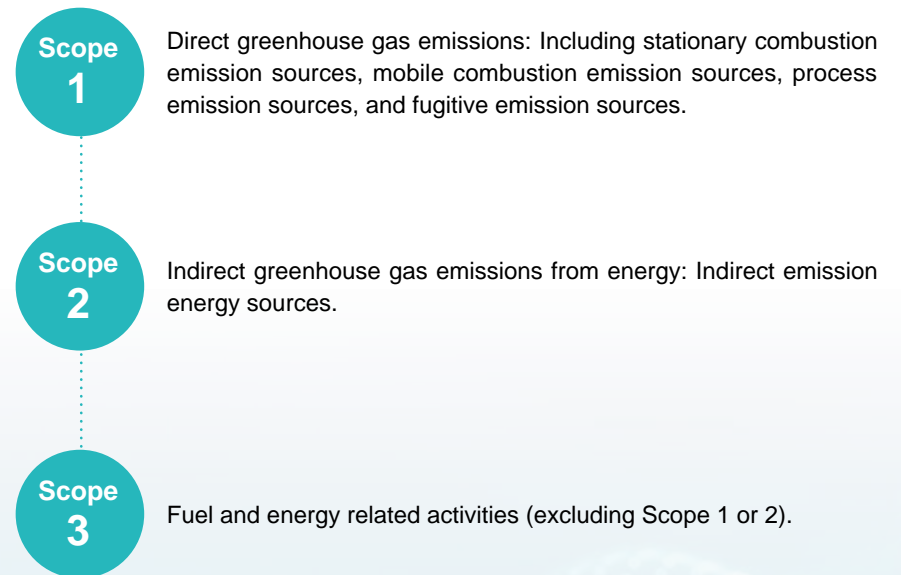 Scope
1
Direct greenhouse gas emissions: Including stationary combustion
emission sources, mobile combustion emission sources, process
emission sources, and fugitive emission sources.
Scope
2
Indirect greenhouse gas emissions from energy: Indirect emission
energy sources.
Scope
3
Fuel and energy related activities (excluding Scope 1 or 2).